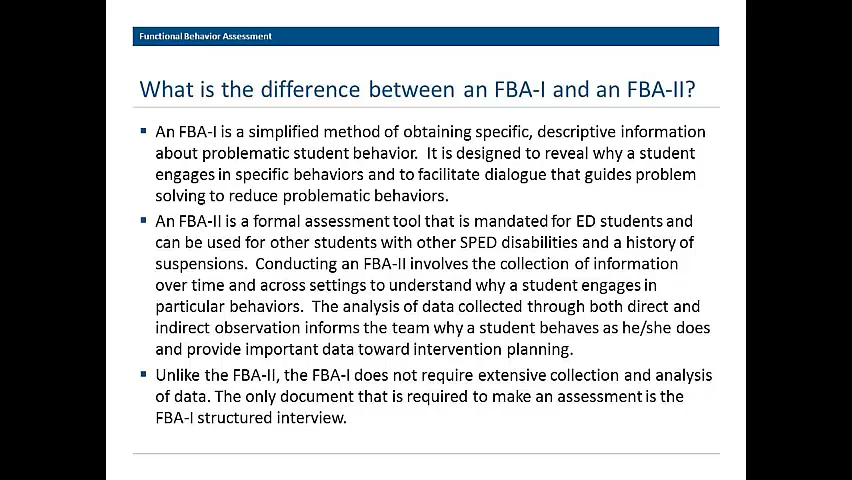 Functional Behavior Assessment
What is the difference between an FBA-I and an FBA-II?
▪ An FBA-I is a simplified method of obtaining specific, descriptive information
about problematic student behavior.  It is designed to reveal why a student
engages in specific behaviors and to facilitate dialogue that guides problem
solving to reduce problematic behaviors.
▪ An FBA-II is a formal assessment tool that is mandated for ED students and
can be used for other students with other SPED disabilities and a history of
suspensions.  Conducting an FBA-II involves the collection of information
over time and across settings to understand why a student engages in
particular behaviors.  The analysis of data collected through both direct and
indirect observation informs the team why a student behaves as he/she does
and provide important data toward intervention planning.
▪ Unlike the FBA-II, the FBA-I does not require extensive collection and analysis
of data. The only document that is required to make an assessment is the
FBA-I structured interview.